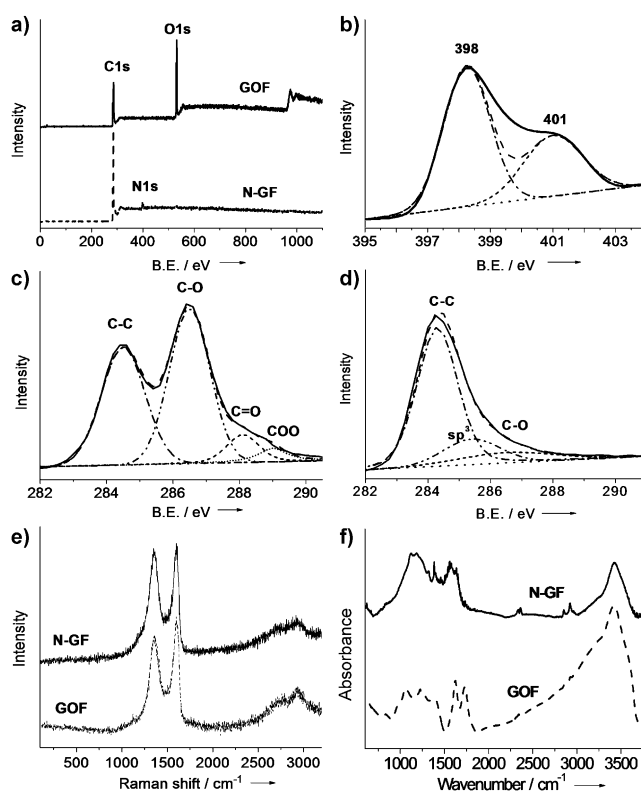 a)
O1s
C1s
GOF
N1s
N-GF
Intensity
0 200 400 600 800 1000
B.E. / eV
b)
398
401
Intensity
395 397 399 401 403
B.E. / eV
c)
C-O
C-C
C=O
COO
Intensity
282 284 286 288 290
B.E. / eV
d)
C-C
sp3
C-O
Intensity
282 284 286 288 290
B.E. / eV
e)
N-GF
GOF
Intensity
500 1000 1500 2000 2500 3000
Raman shift / cm-1
f)
N-GF
GOF
Absorbance
1000 1500 2000 2500 3000 3500
Wavenumber / cm-1